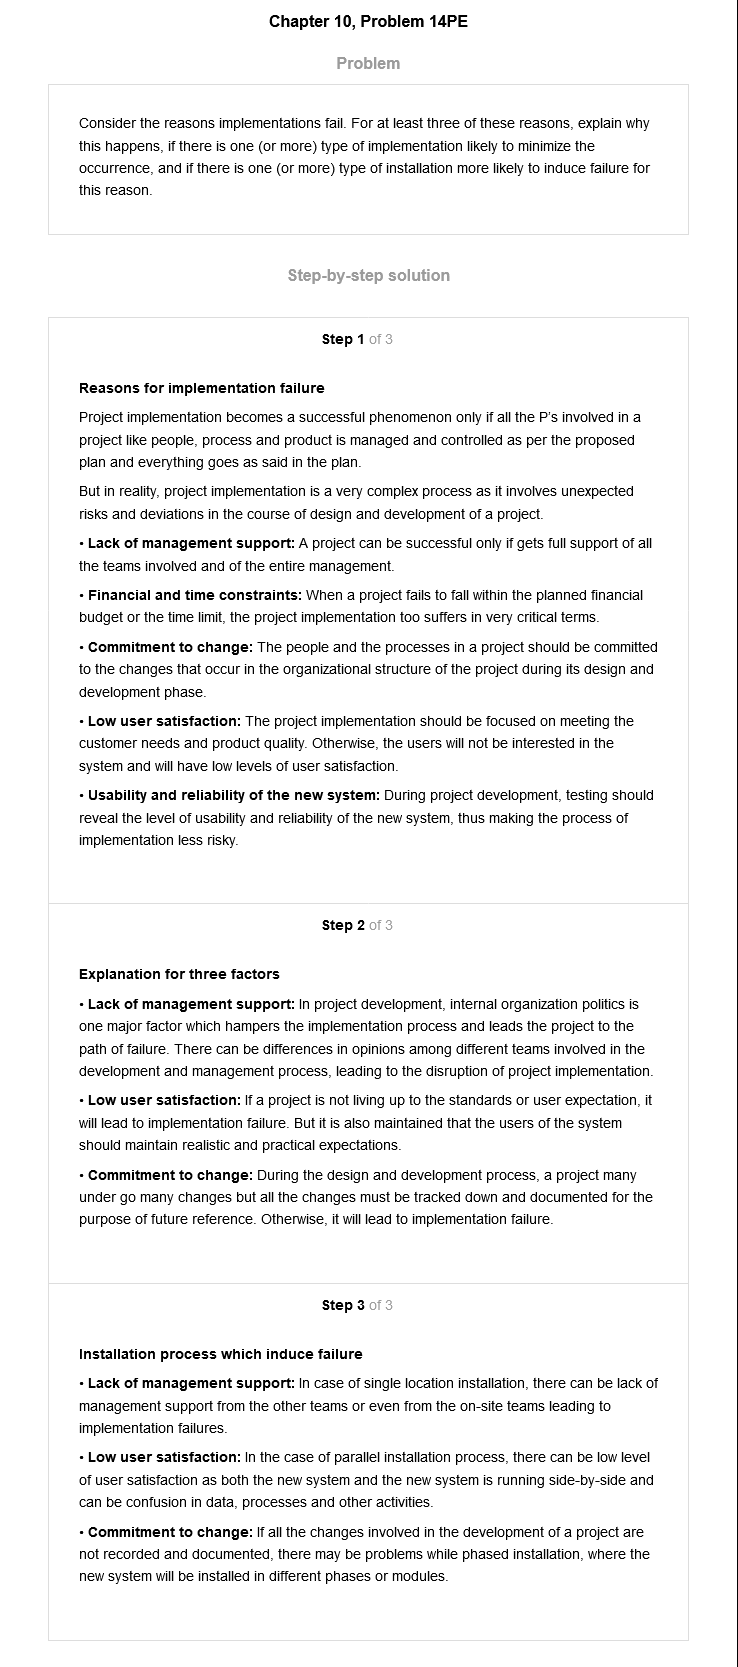 Chapter 10, Problem 14PE
Problem
Consider the reasons implementations fail. For at least three of these reasons, explain why
this happens, if there is one (or more) type of implementation likely to minimize the
occurrence, and if there is one (or more) type of installation more likely to induce failure for
this reason.
Step-by-step solution
Step 1 of 3
Reasons for implementation failure
Project implementation becomes a successful phenomenon only if all the P's involved in a
project like people, process and product is managed and controlled as per the proposed
plan and everything goes as said in the plan.
But in reality, project implementation is a very complex process as it involves unexpected
risks and deviations in the course of design and development of a project.
• Lack of management support: A project can be successful only if gets full support of all
the teams involved and of the entire management.
• Financial and time constraints: When a project fails to fall within the planned financial
budget or the time limit, the project implementation too suffers in very critical terms.
• Commitment to change: The people and the processes in a project should be committed
to the changes that occur in the organizational structure of the project during its design and
development phase.
• Low user satisfaction: The project implementation should be focused on meeting the
customer needs and product quality. Otherwise, the users will not be interested in the
system and will have low levels of user satisfaction.
• Usability and reliability of the new system: During project development, testing should
reveal the level of usability and reliability of the new system, thus making the process of
implementation less risky.
Step 2 of 3
Explanation for three factors
• Lack of management support: In project development, internal organization politics is
one major factor which hampers the implementation process and leads the project to the
path of failure. There can be differences in opinions among different teams involved in the
development and management process, leading to the disruption of project implementation.
• Low user satisfaction: If a project is not living up to the standards or user expectation, it
will lead to implementation failure. But it is also maintained that the users of the system
should maintain realistic and practical expectations.
• Commitment to change: During the design and development process, a project many
under go many changes but all the changes must be tracked down and documented for the
purpose of future reference. Otherwise, it will lead to implementation failure.
Step 3 of 3
Installation process which induce failure
• Lack of management support: In case of single location installation, there can be lack of
management support from the other teams or even from the on-site teams leading to
implementation failures.
• Low user satisfaction: In the case of parallel installation process, there can be low level
of user satisfaction as both the new system and the new system is running side-by-side and
can be confusion in data, processes and other activities.
• Commitment to change: If all the changes involved in the development of a project are
not recorded and documented, there may be problems while phased installation, where the
new system will be installed in different phases or modules.